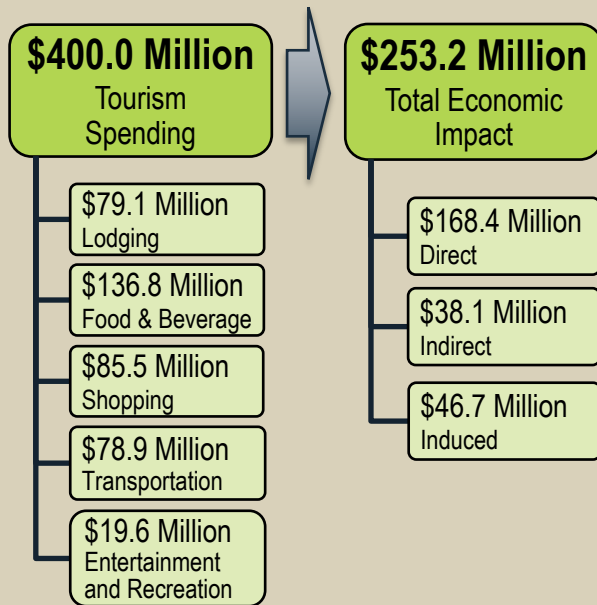 $400.0 Million
Tourism
Spending
$79.1 Million
Lodging
$136.8 Million
Food & Beverage
$85.5 Million
Shopping
$78.9 Million
Transportation
$19.6 Million
Entertainment
and Recreation
$253.2 Million
Total Economic
Impact
$168.4 Million
Direct
$38.1 Million
Indirect
$46.7 Million
Induced